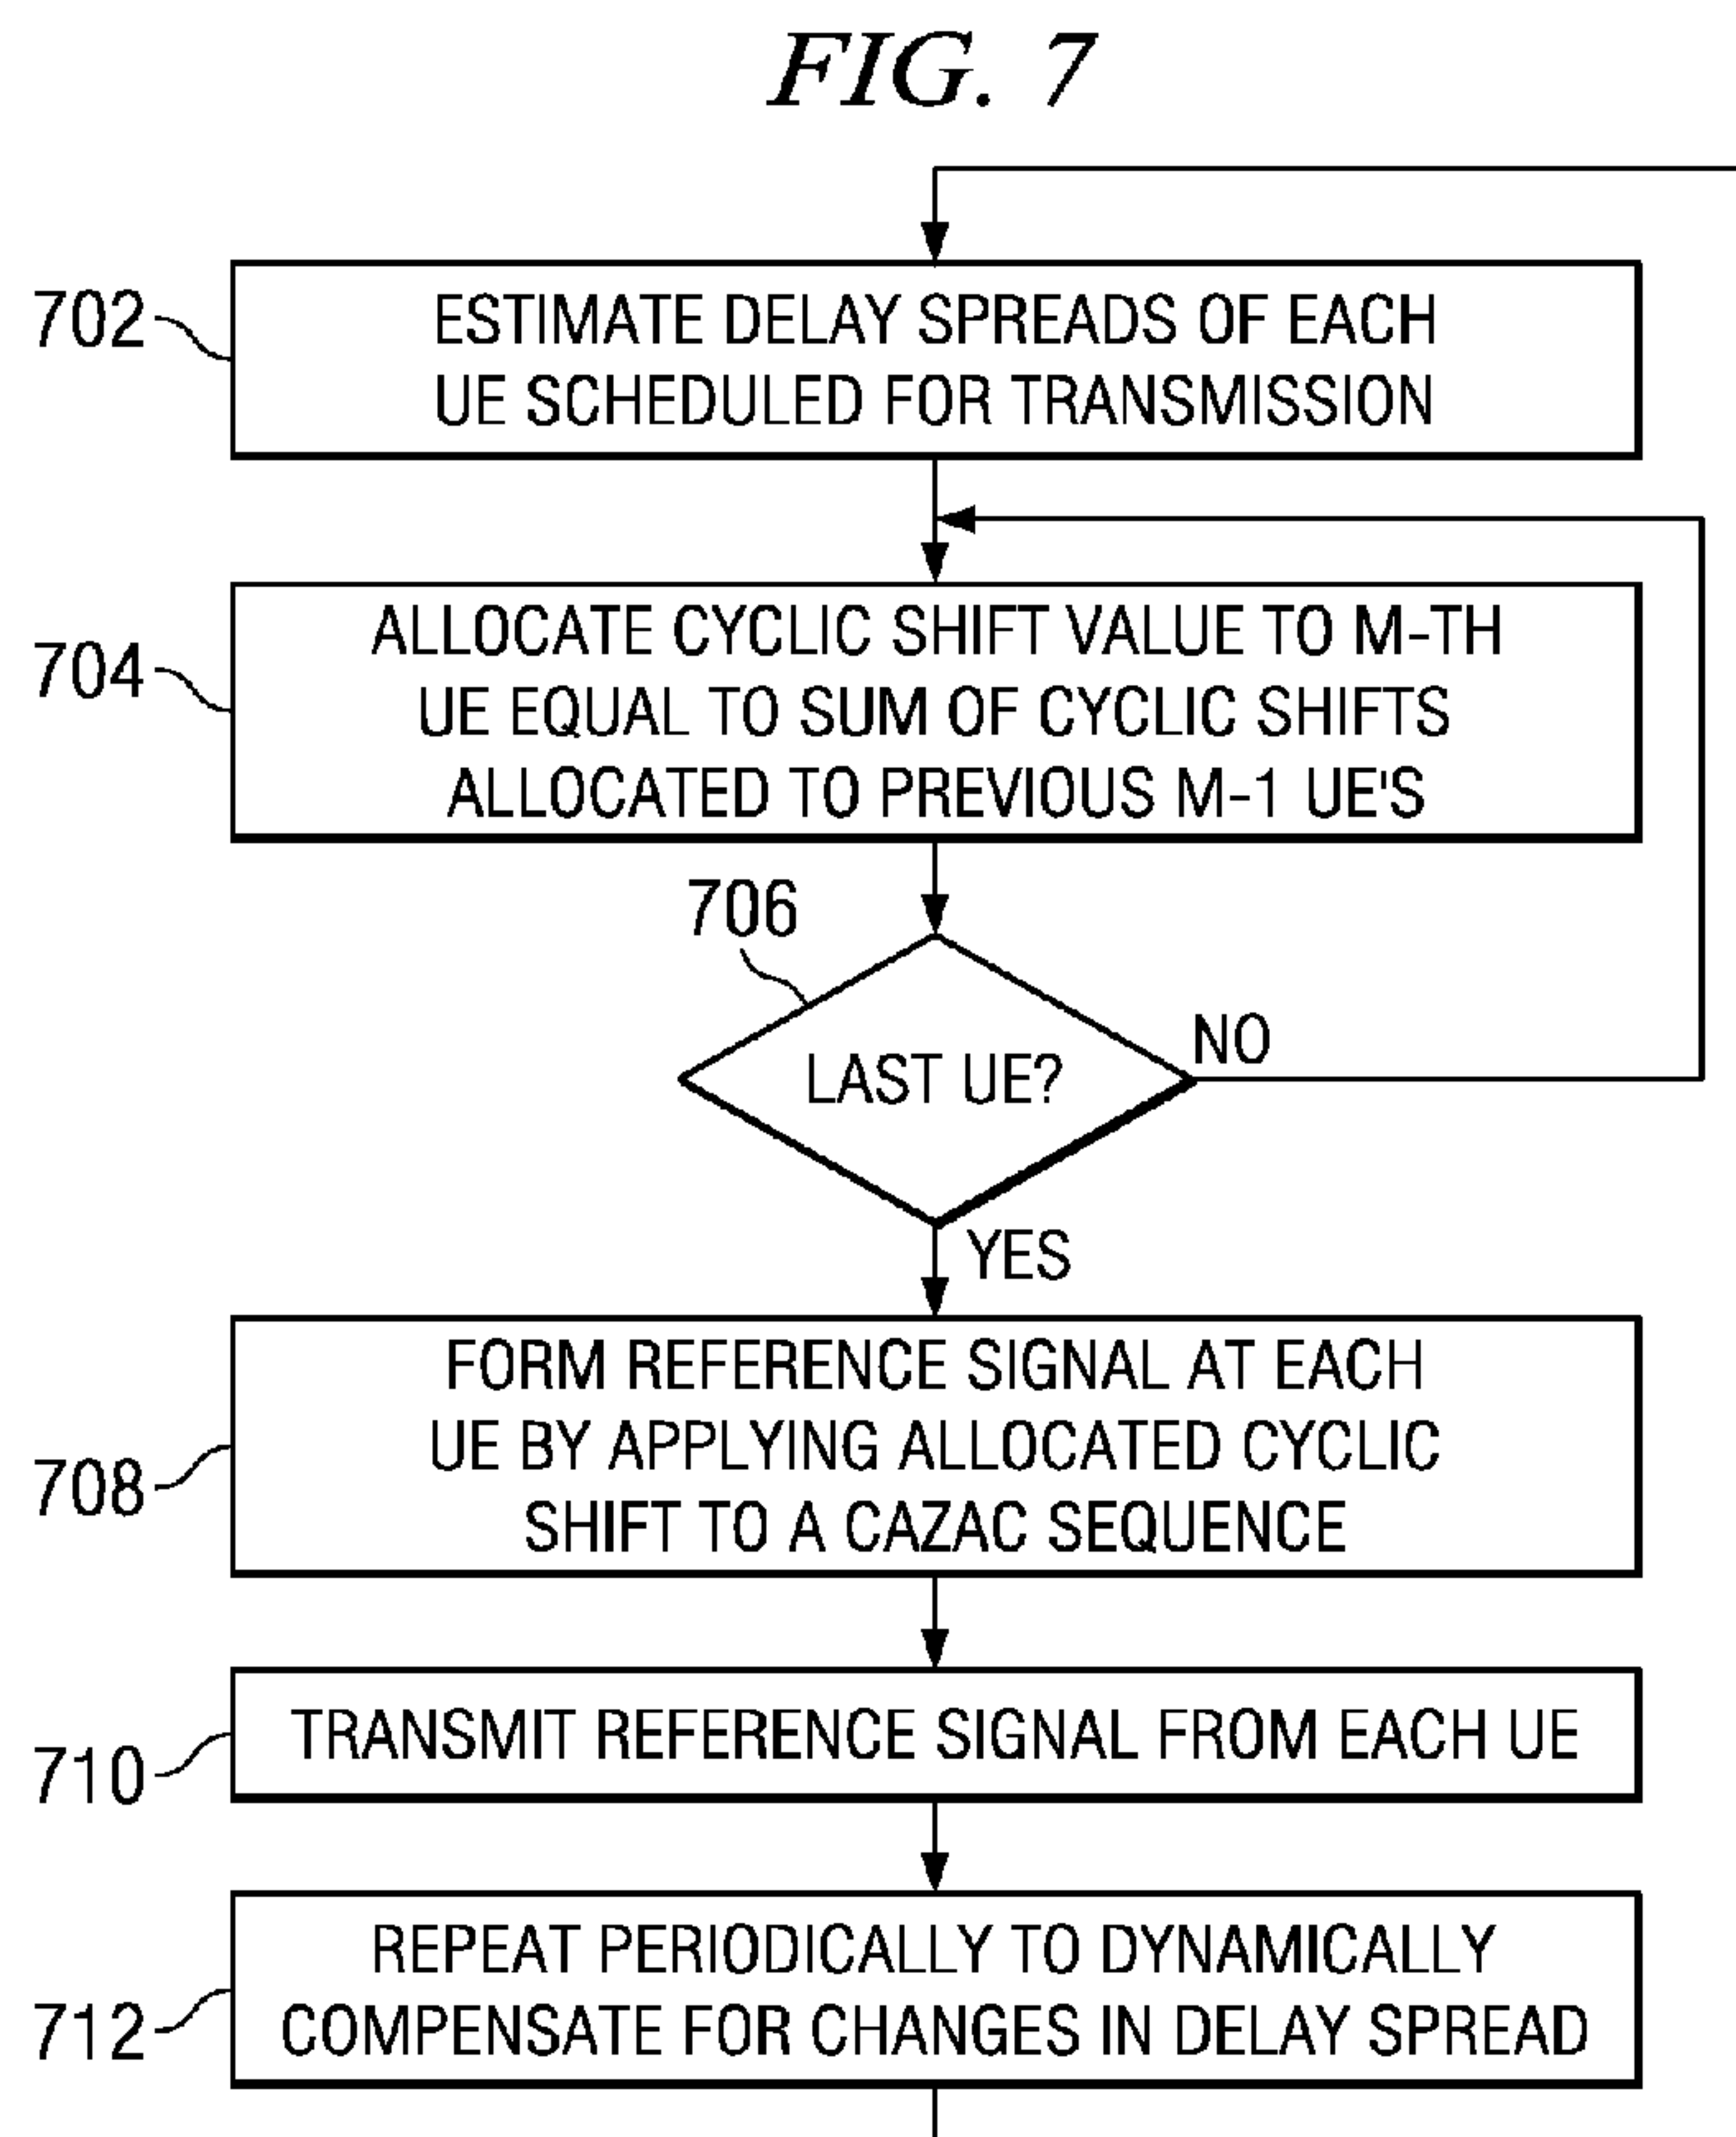 FIG. 7
702
ESTIMATE DELAY SPREADS OF EACH
UE SCHEDULED FOR TRANSMISSION
704
ALLOCATE CYCLIC SHIFT VALUE TO M-TH
UE EQUAL TO SUM OF CYCLIC SHIFTS
ALLOCATED TO PREVIOUS M-1 UE'S
706
LAST UE?
NO
YES
708
FORM REFERENCE SIGNAL AT EACH
UE BY APPLYING ALLOCATED CYCLIC
SHIFT TO A CAZAC SEQUENCE
710
TRANSMIT REFERENCE SIGNAL FROM EACH UE
712
REPEAT PERIODICALLY TO DYNAMICALLY
COMPENSATE FOR CHANGES IN DELAY SPREAD